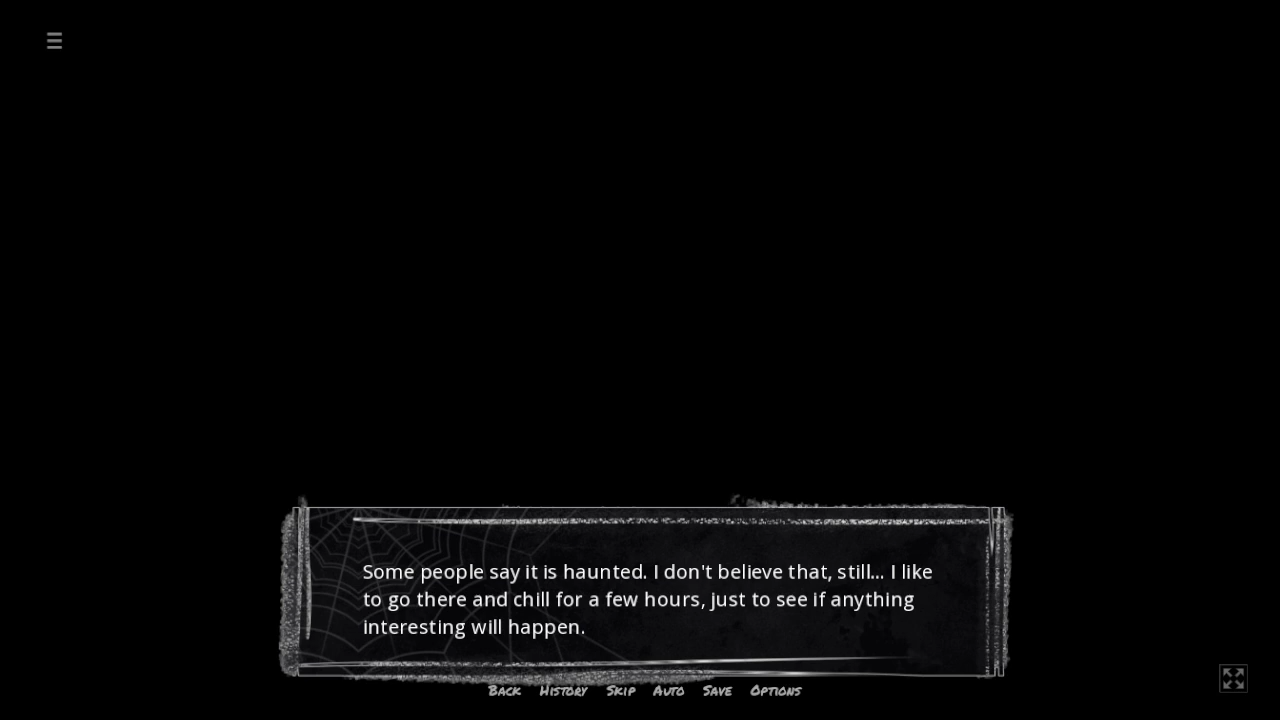 Some people say it is haunted. I don't believe that, still... I like
to go there and chill for a few hours, just to see if anything
interesting will happen.
Back History Skip Auto Save Options